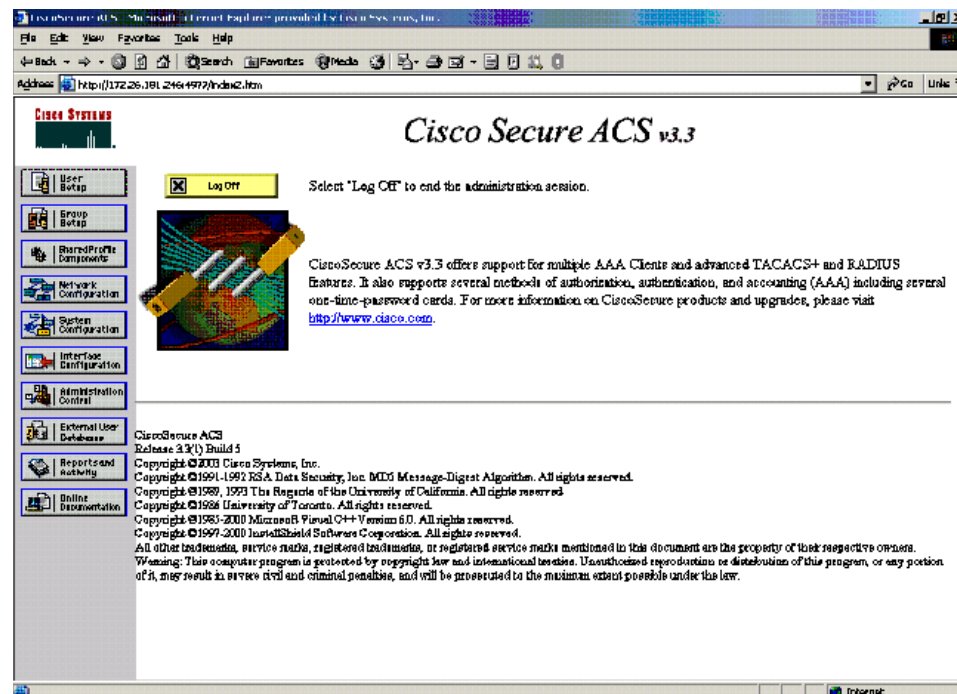 CiscoSecure ACS - Microsoft Internet Explorer provided by Cisco Systems, Inc.
File Edit View Favorites Tools Help
Back Search Favorites Media
Address http://172.26.181.246:4977/index2.htm Go Links
CISCO SYSTEMS
Cisco Secure ACS v3.3
User Setup
Group Setup
Shared Profile Components
Network Configuration
System Configuration
Interface Configuration
Administration Control
External User Databases
Reports and Activity
Online Documentation
Log Off
Select "Log Off" to end the administration session.
CiscoSecure ACS v3.3 offers support for multiple AAA Clients and advanced TACACS+ and RADIUS
features. It also supports several methods of authorization, authentication, and accounting (AAA) including several
one-time-password cards. For more information on CiscoSecure products and upgrades, please visit
http://www.cisco.com.
CiscoSecure ACS
Release 3.3(1) Build 5
Copyright ©2003 Cisco Systems, Inc.
Copyright ©1991-1992 RSA Data Security, Inc. MD5 Message-Digest Algorithm. All rights reserved.
Copyright ©1989, 1993 The Regents of the University of California. All rights reserved.
Copyright ©1986 University of Toronto. All rights reserved.
Copyright ©1985-2000 Microsoft Visual C++ Version 6.0. All rights reserved.
Copyright ©1997-2000 InstallShield Software Corporation. All rights reserved.
All other trademarks, service marks, registered trademarks, or registered service marks mentioned in this document are the property of their respective owners.
Warning: This computer program is protected by copyright law and international treaties. Unauthorized reproduction or distribution of this program, or any portion
of it, may result in severe civil and criminal penalties, and will be prosecuted to the maximum extent possible under the law.
Internet